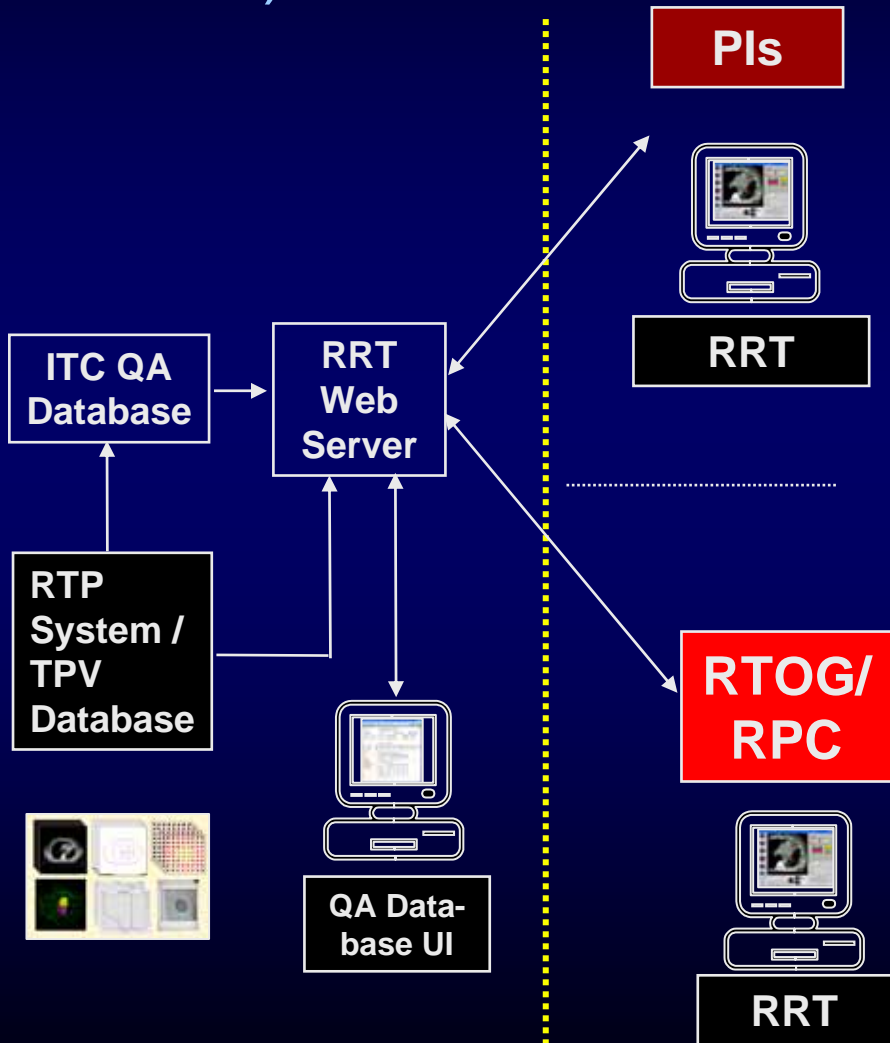 PIs
RRT
ITC QA
Database
RRT
Web
Server
RTP
System /
TPV
Database
RTOG/
RPC
QA Data-
base UI
RRT